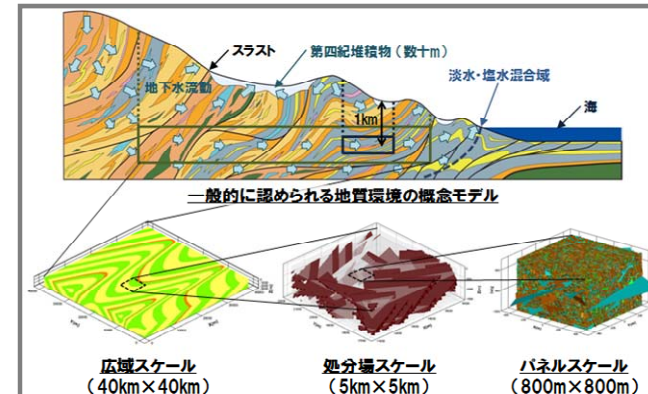 スラスト
第四紀堆積物(数十m)
地下水流動
淡水・塩水混合域
海
1km
一般的に認められる地質環境の概念モデル
広域スケール
(40km×40km)
処分場スケール
(5km×5km)
パネルスケール
(800m×800m)